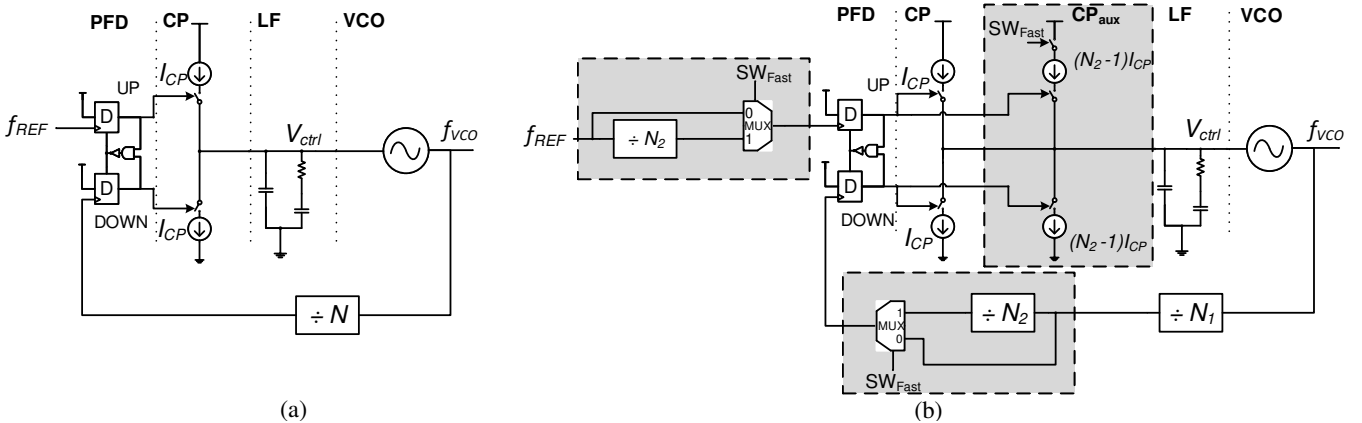 PFD CP LF VCO
I_CP
UP
D
f_REF
V_ctrl
f_VCO
D
DOWN
I_CP
÷ N
(a)
PFD CP CP_aux LF VCO
SW_Fast
I_CP
(N_2-1)I_CP
SW_Fast
UP
0
MUX
1
D
f_REF
÷ N_2
V_ctrl
f_VCO
D
DOWN
I_CP
(N_2-1)I_CP
1
MUX
0
÷ N_2
÷ N_1
SW_Fast
(b)